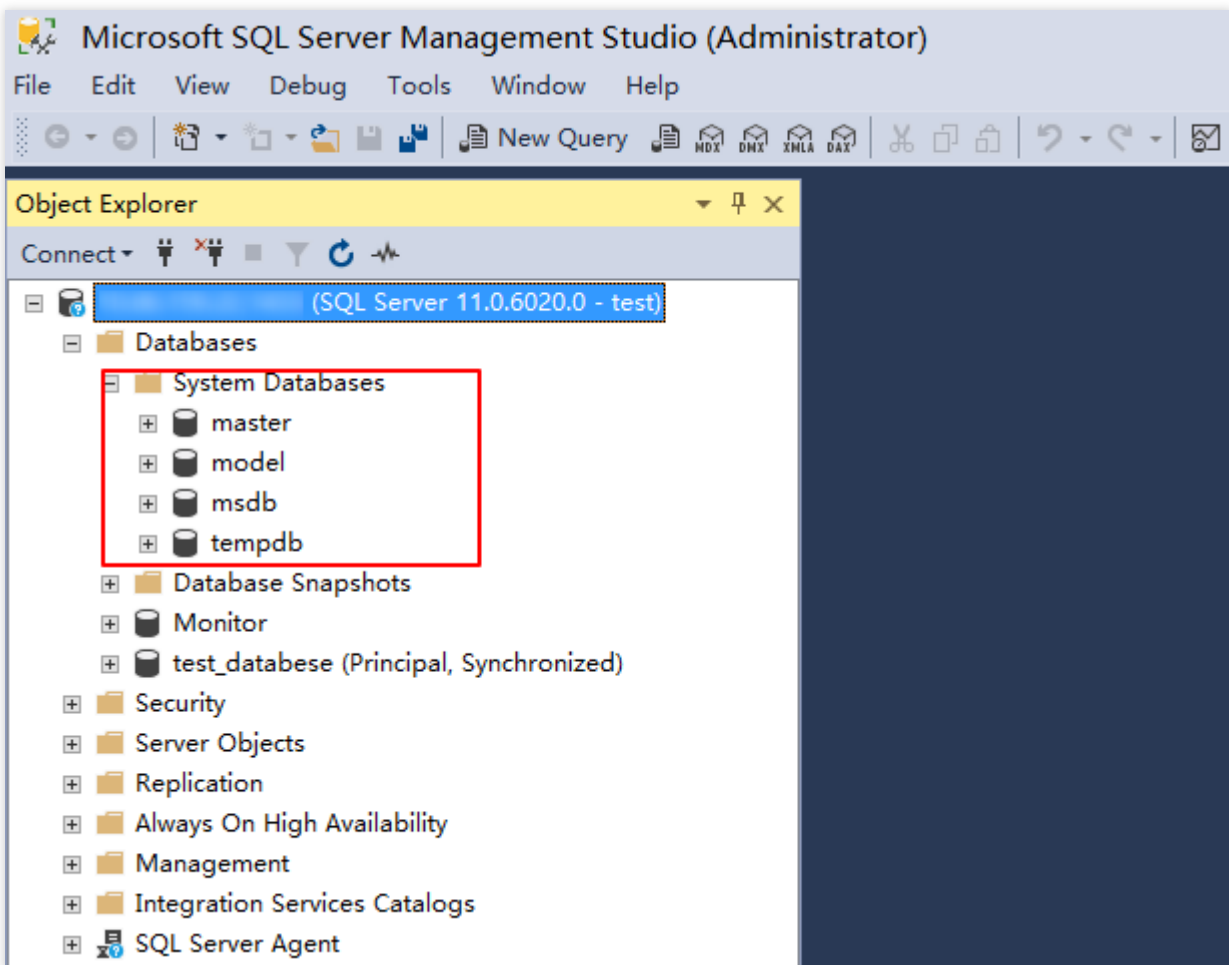 Microsoft SQL Server Management Studio (Administrator)
File Edit View Debug Tools Window Help
New Query MDX DMX XMLA DAX
Object Explorer
Connect
(SQL Server 11.0.6020.0 - test)
Databases
System Databases
master
model
msdb
tempdb
Database Snapshots
Monitor
test_databese (Principal, Synchronized)
Security
Server Objects
Replication
Always On High Availability
Management
Integration Services Catalogs
SQL Server Agent